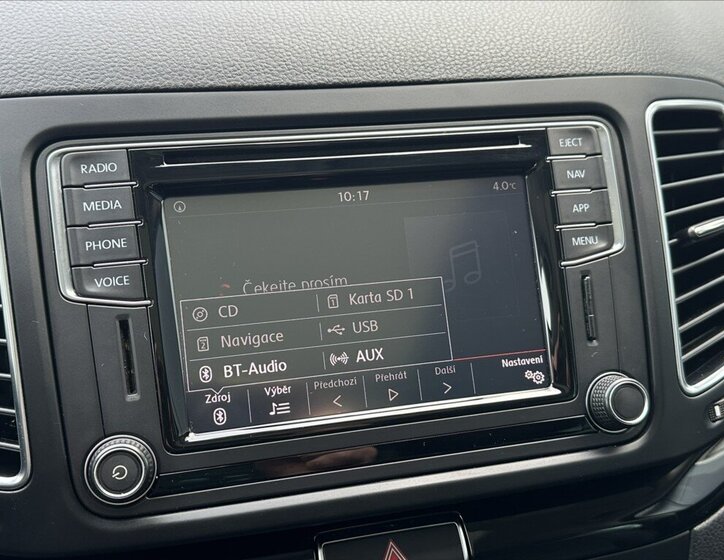 RADIO
MEDIA
PHONE
VOICE
EJECT
NAV
APP
MENU
10:17
4.0°C
Čekejte prosím
CD
Karta SD 1
Navigace
USB
BT-Audio
AUX
Zdroj
Výběr
Předchozí
Přehrát
Další
Nastavení